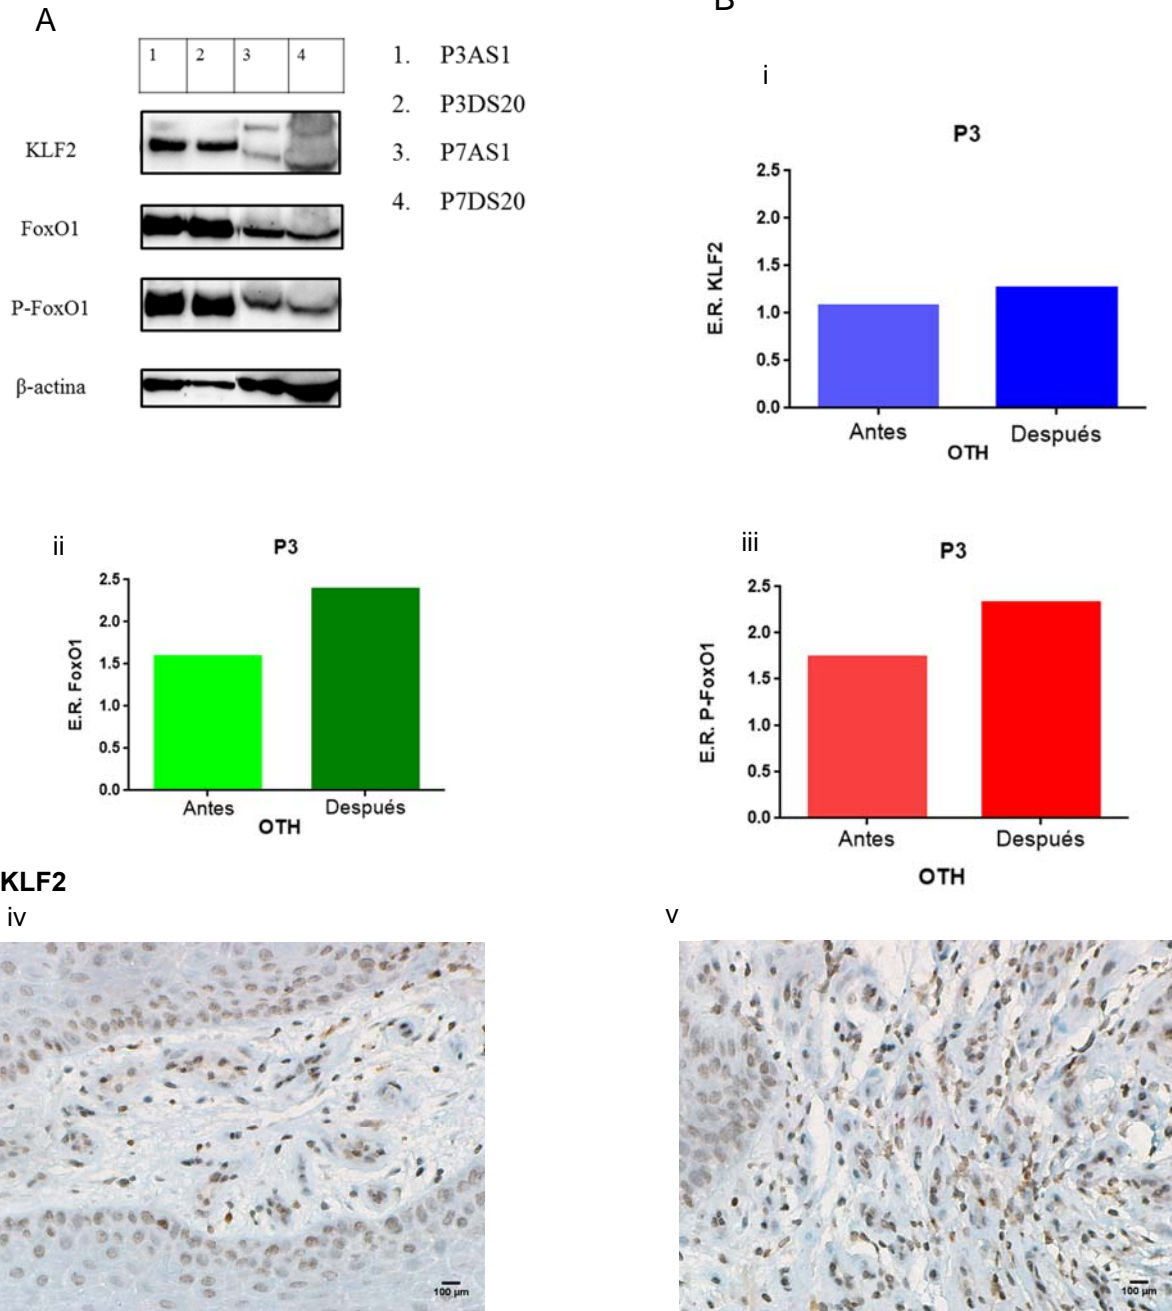 A
B
1 2 3 4
1. P3AS1
2. P3DS20
3. P7AS1
4. P7DS20
KLF2
FoxO1
P-FoxO1
β-actina
i
P3
E.R. KLF2
2.5
2.0
1.5
1.0
0.5
0.0
Antes Después
OTH
ii
P3
E.R. FoxO1
2.5
2.0
1.5
1.0
0.5
0.0
Antes Después
OTH
iii
P3
E.R. P-FoxO1
2.5
2.0
1.5
1.0
0.5
0.0
Antes Después
OTH
KLF2
iv
100 µm
v
100 µm